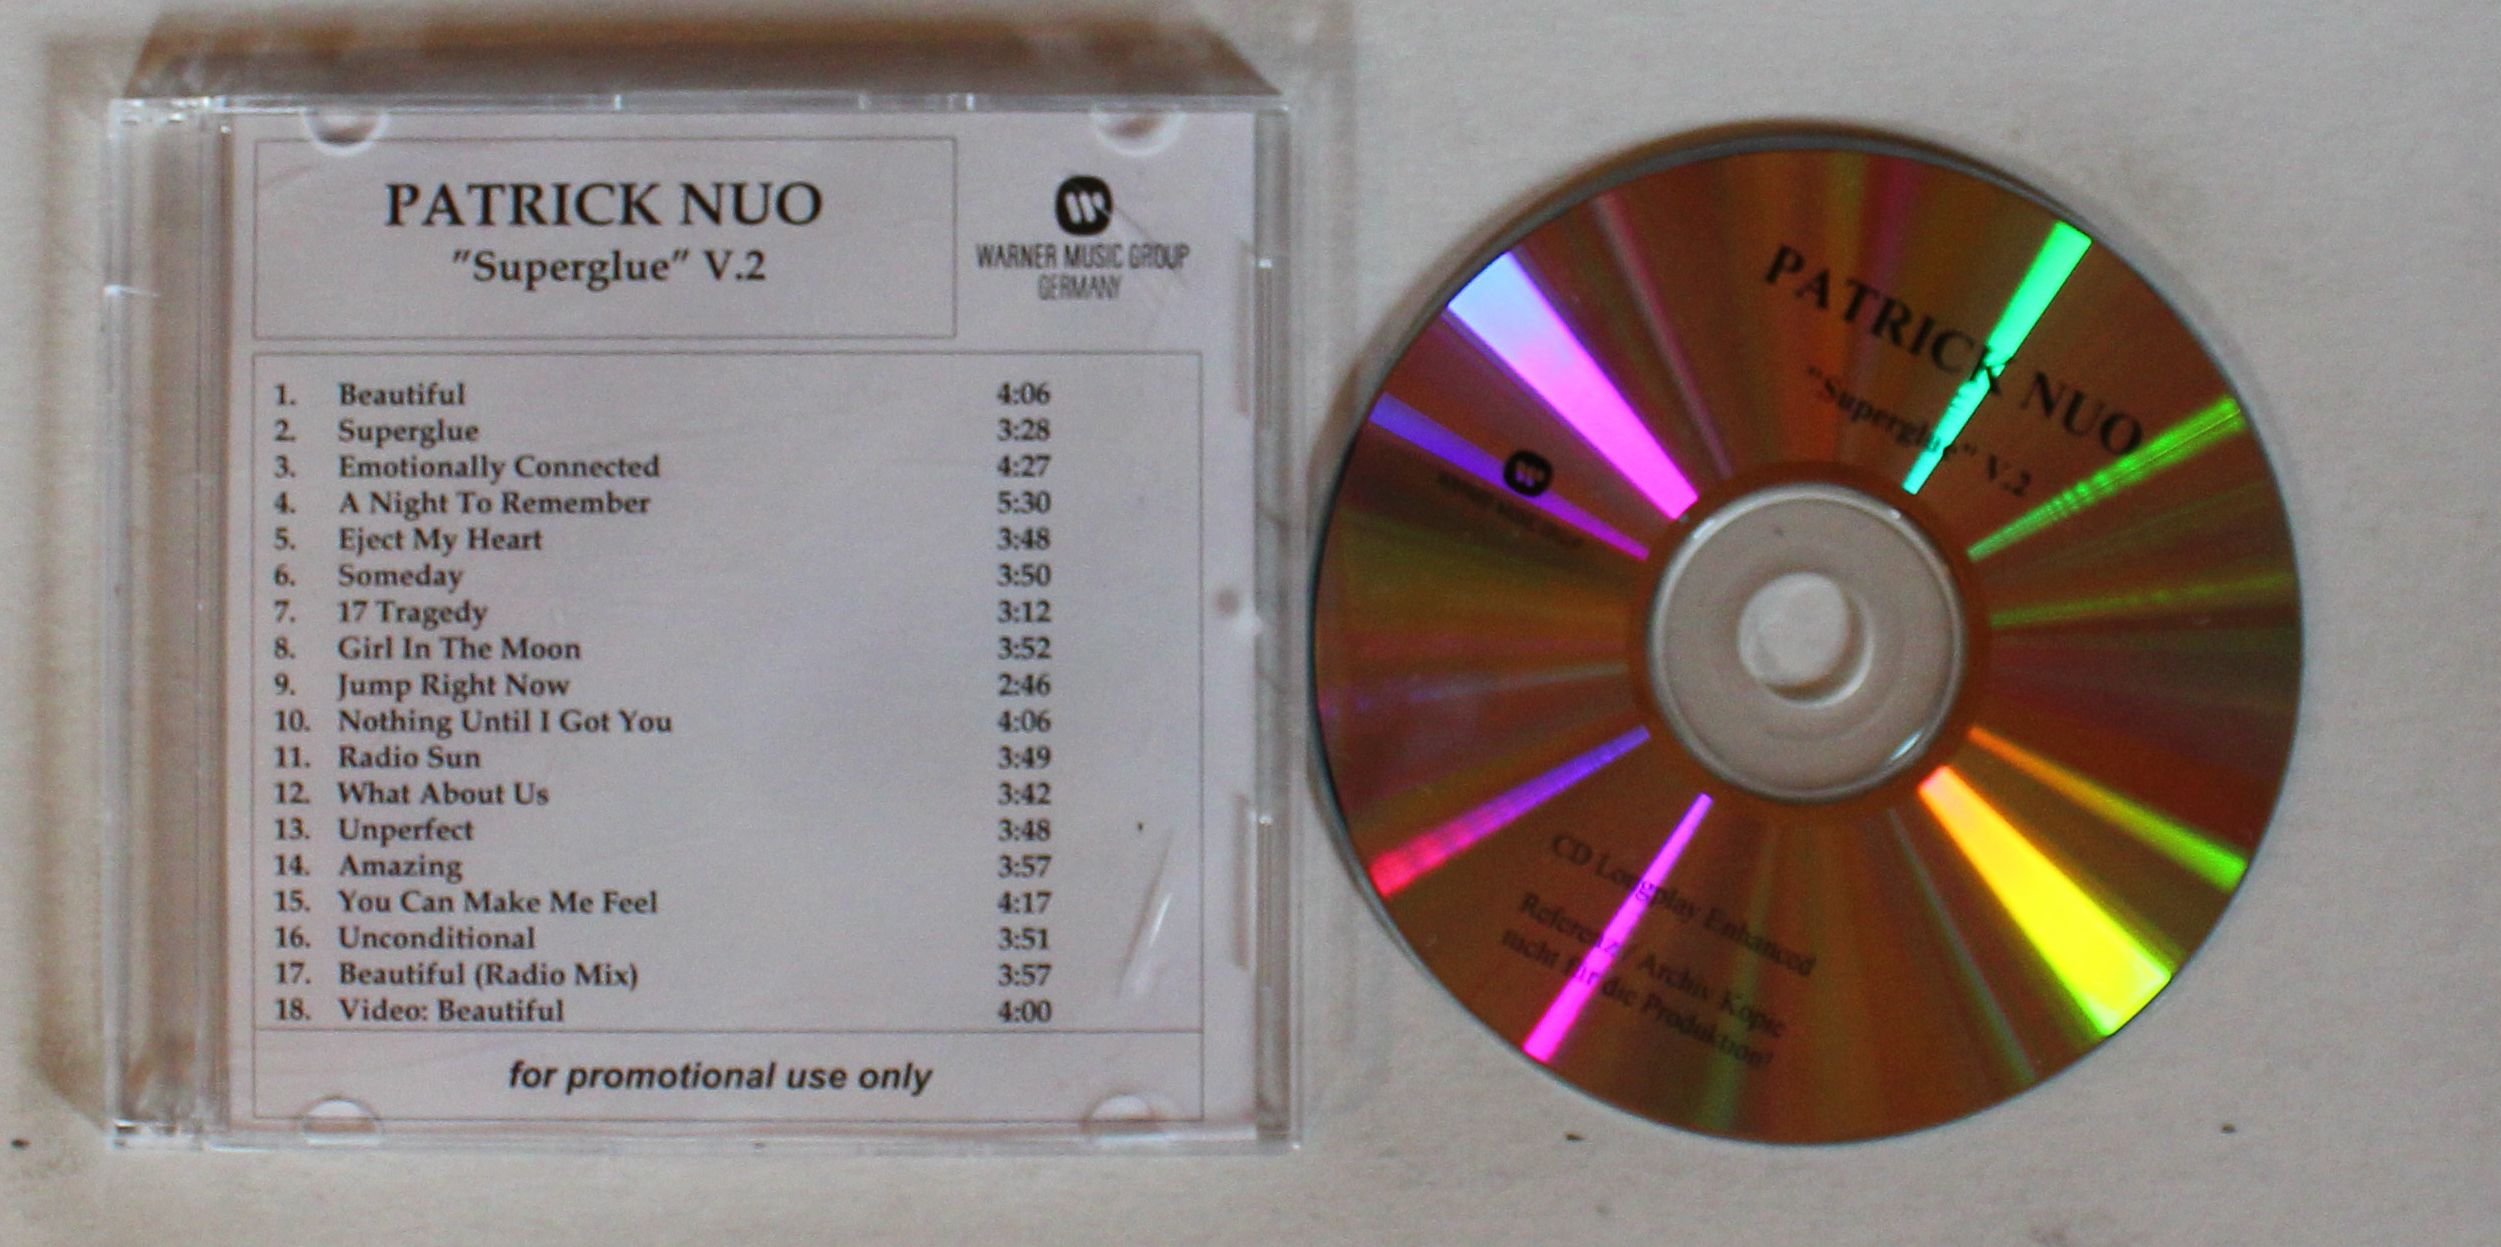 PATRICK NUO
"Superglue" V.2
WARNER MUSIC GROUP
GERMANY
1. Beautiful 4:06
2. Superglue 3:28
3. Emotionally Connected 4:27
4. A Night To Remember 5:30
5. Eject My Heart 3:48
6. Someday 3:50
7. 17 Tragedy 3:12
8. Girl In The Moon 3:52
9. Jump Right Now 2:46
10. Nothing Until I Got You 4:06
11. Radio Sun 3:49
12. What About Us 3:42
13. Unperfect 3:48
14. Amazing 3:57
15. You Can Make Me Feel 4:17
16. Unconditional 3:51
17. Beautiful (Radio Mix) 3:57
18. Video: Beautiful 4:00
for promotional use only
PATRICK NUO
"Superglue" V.2
CD Longplay Enhanced
Referenz / Archiv Kopie
nicht für die Produktion!